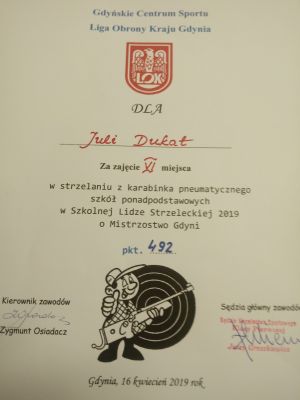 Gdyńskie Centrum Sportu
Liga Obrony Kraju Gdynia
LOK
DLA
Juli Dukat
Za zajęcie XI miejsca
w strzelaniu z karabinka pneumatycznego
szkół ponadpodstawowych
w Szkolnej Lidze Strzeleckiej 2019
o Mistrzostwo Gdyni
pkt. 492
Kierownik zawodów
Zygmunt Osiadacz
Sędzia główny zawodów
Gdynia, 16 kwiecień 2019 rok